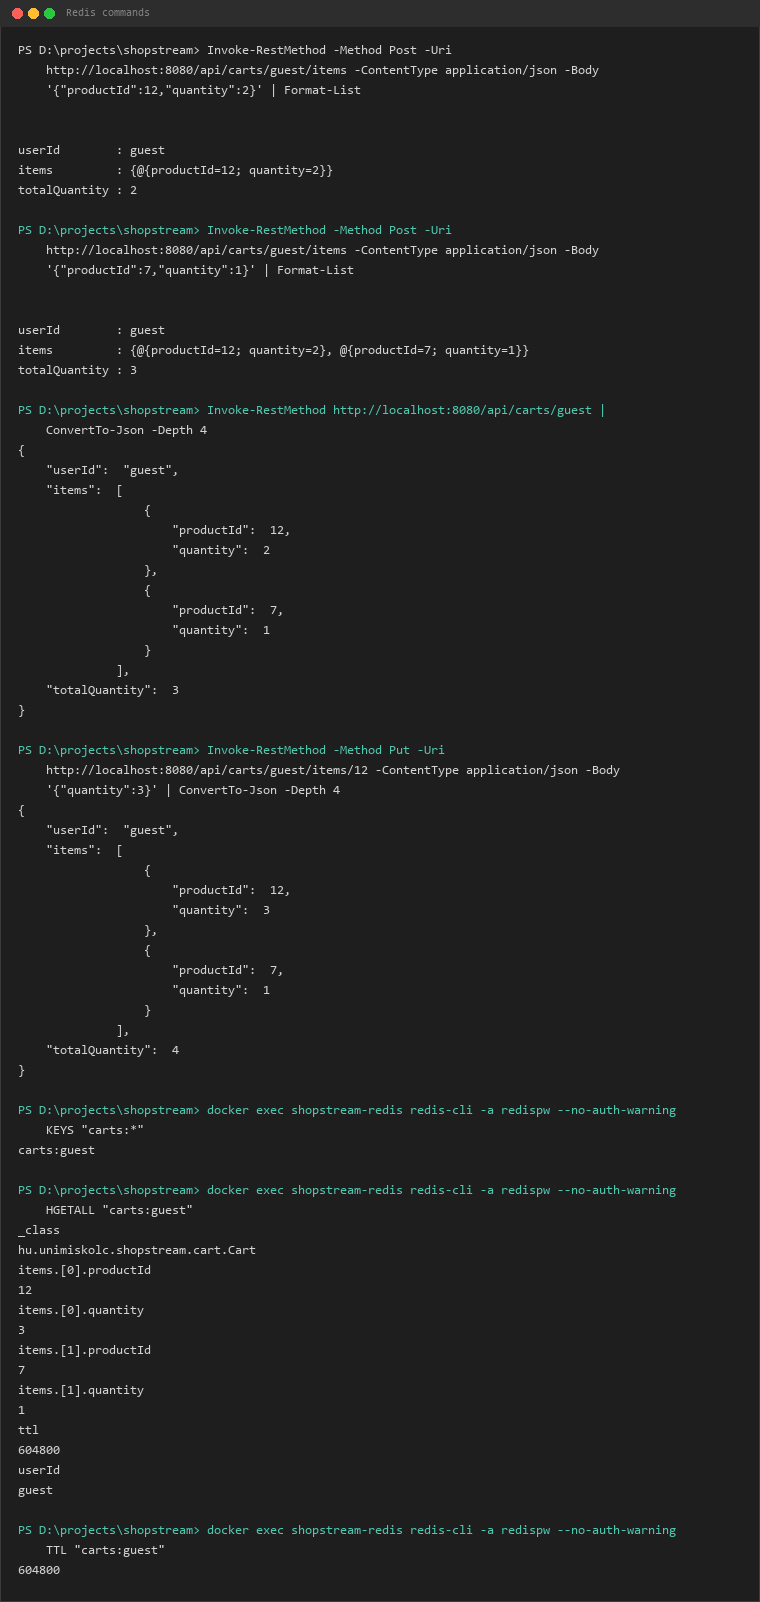 Redis commands
PS D:\projects\shopstream> Invoke-RestMethod -Method Post -Uri
    http://localhost:8080/api/carts/guest/items -ContentType application/json -Body
    '{"productId":12,"quantity":2}' | Format-List
userId        : guest
items         : {@{productId=12; quantity=2}}
totalQuantity : 2
PS D:\projects\shopstream> Invoke-RestMethod -Method Post -Uri
    http://localhost:8080/api/carts/guest/items -ContentType application/json -Body
    '{"productId":7,"quantity":1}' | Format-List
userId        : guest
items         : {@{productId=12; quantity=2}, @{productId=7; quantity=1}}
totalQuantity : 3
PS D:\projects\shopstream> Invoke-RestMethod http://localhost:8080/api/carts/guest |
    ConvertTo-Json -Depth 4
{
    "userId":  "guest",
    "items":  [
                  {
                      "productId":  12,
                      "quantity":  2
                  },
                  {
                      "productId":  7,
                      "quantity":  1
                  }
              ],
    "totalQuantity":  3
}
PS D:\projects\shopstream> Invoke-RestMethod -Method Put -Uri
    http://localhost:8080/api/carts/guest/items/12 -ContentType application/json -Body
    '{"quantity":3}' | ConvertTo-Json -Depth 4
{
    "userId":  "guest",
    "items":  [
                  {
                      "productId":  12,
                      "quantity":  3
                  },
                  {
                      "productId":  7,
                      "quantity":  1
                  }
              ],
    "totalQuantity":  4
}
PS D:\projects\shopstream> docker exec shopstream-redis redis-cli -a redispw --no-auth-warning
    KEYS "carts:*"
carts:guest
PS D:\projects\shopstream> docker exec shopstream-redis redis-cli -a redispw --no-auth-warning
    HGETALL "carts:guest"
_class
hu.unimiskolc.shopstream.cart.Cart
items.[0].productId
12
items.[0].quantity
3
items.[1].productId
7
items.[1].quantity
1
ttl
604800
userId
guest
PS D:\projects\shopstream> docker exec shopstream-redis redis-cli -a redispw --no-auth-warning
    TTL "carts:guest"
604800